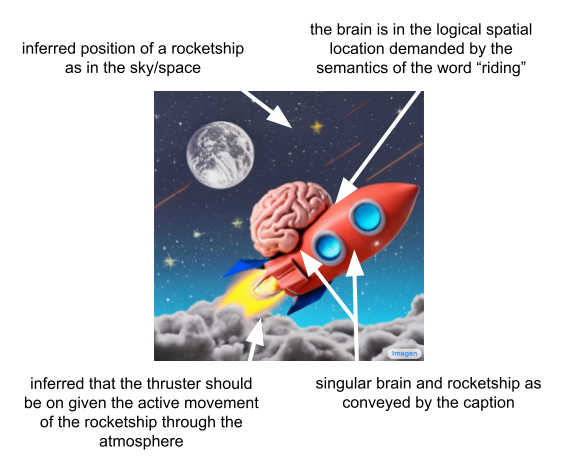 inferred position of a rocketship
as in the sky/space
the brain is in the logical spatial
location demanded by the
semantics of the word “riding”
Imagen
inferred that the thruster should
be on given the active movement
of the rocketship through the
atmosphere
singular brain and rocketship as
conveyed by the caption